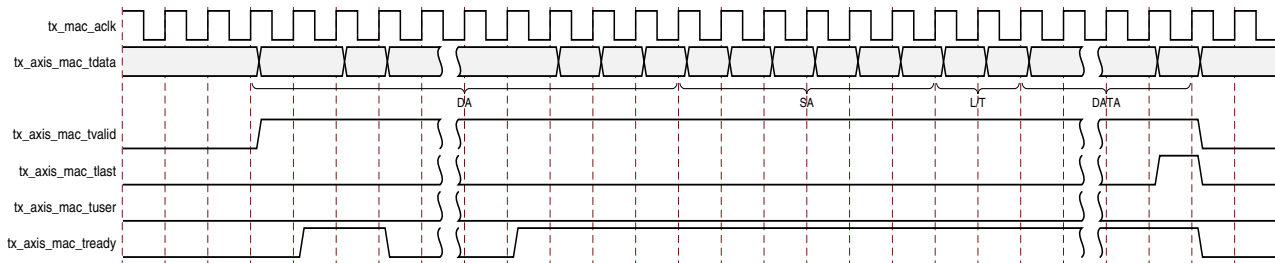 tx_mac_aclk
tx_axis_mac_tdata
DA SA L/T DATA
tx_axis_mac_tvalid
tx_axis_mac_tlast
tx_axis_mac_tuser
tx_axis_mac_tready